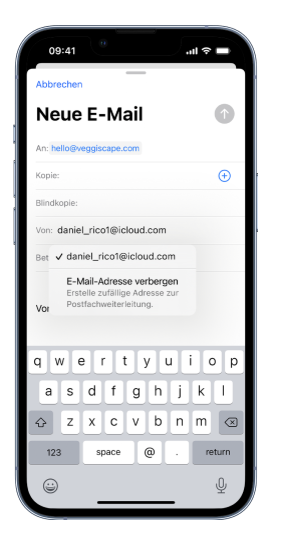 09:41
Abbrechen
Neue E-Mail
An: hello@veggiscape.com
Kopie:
Blindkopie:
Von: daniel_rico1@icloud.com
Bet
✓ daniel_rico1@icloud.com
E-Mail-Adresse verbergen
Erstelle zufällige Adresse zur
Postfachweiterleitung.
Vor
q w e r t y u i o p
a s d f g h j k l
z x c v b n m
123 space @ . return